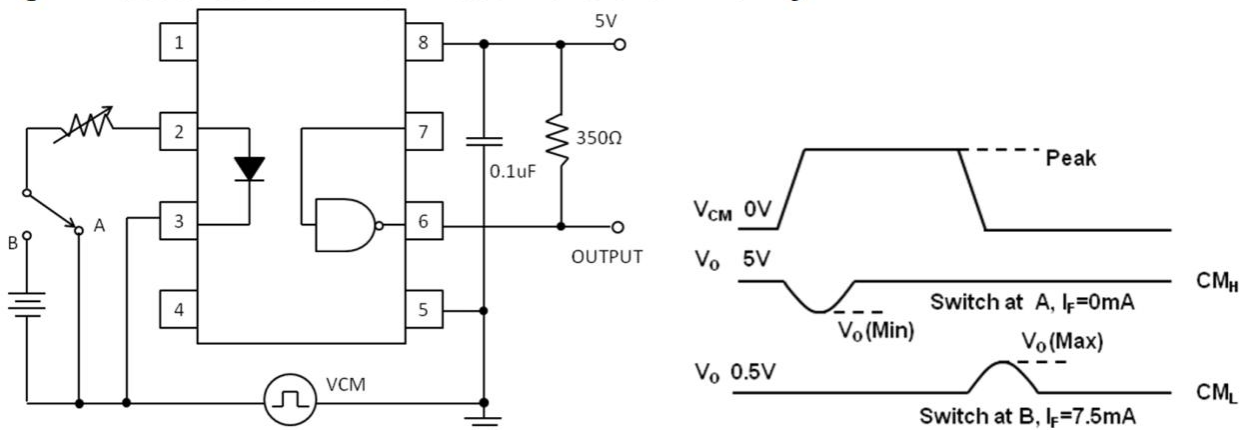 5V
1
8
2
7
350Ω
0.1uF
3
A
6
B
OUTPUT
4
5
VCM
Peak
VCM 0V
VO 5V
CMH
Switch at A, IF=0mA
VO(Min)
VO(Max)
VO 0.5V
CML
Switch at B, IF=7.5mA